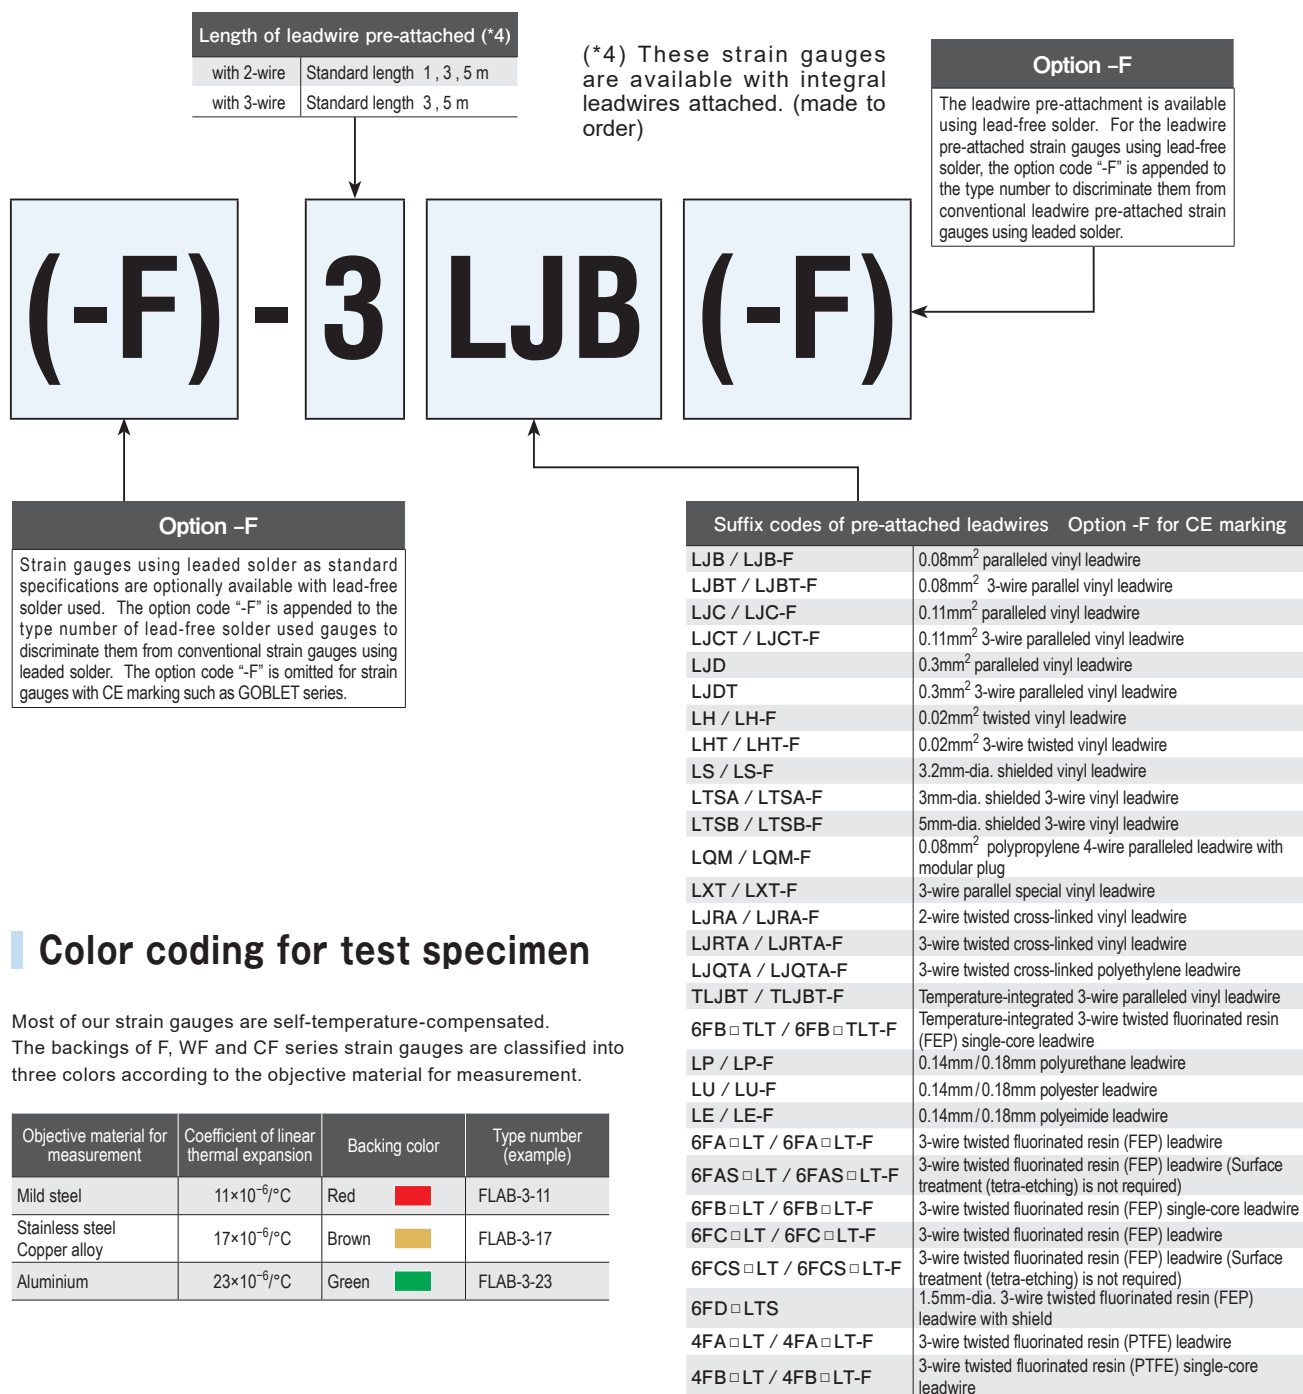 Length of leadwire pre-attached (*4)
with 2-wire Standard length 1 , 3 , 5 m
with 3-wire Standard length 3 , 5 m
(*4) These strain gauges
are available with integral
leadwires attached. (made to
order)
Option –F
The leadwire pre-attachment is available
using lead-free solder. For the leadwire
pre-attached strain gauges using lead-free
solder, the option code “-F” is appended to
the type number to discriminate them from
conventional leadwire pre-attached strain
gauges using leaded solder.
(-F) - 3 LJB (-F)
Option –F
Strain gauges using leaded solder as standard
specifications are optionally available with lead-free
solder used. The option code “-F” is appended to the
type number of lead-free solder used gauges to
discriminate them from conventional strain gauges using
leaded solder. The option code “-F” is omitted for strain
gauges with CE marking such as GOBLET series.
Suffix codes of pre-attached leadwires Option -F for CE marking
LJB / LJB-F 0.08mm² paralleled vinyl leadwire
LJBT / LJBT-F 0.08mm² 3-wire parallel vinyl leadwire
LJC / LJC-F 0.11mm² paralleled vinyl leadwire
LJCT / LJCT-F 0.11mm² 3-wire paralleled vinyl leadwire
LJD 0.3mm² paralleled vinyl leadwire
LJDT 0.3mm² 3-wire paralleled vinyl leadwire
LH / LH-F 0.02mm² twisted vinyl leadwire
LHT / LHT-F 0.02mm² 3-wire twisted vinyl leadwire
LS / LS-F 3.2mm-dia. shielded vinyl leadwire
LTSA / LTSA-F 3mm-dia. shielded 3-wire vinyl leadwire
LTSB / LTSB-F 5mm-dia. shielded 3-wire vinyl leadwire
LQM / LQM-F 0.08mm² polypropylene 4-wire paralleled leadwire with
modular plug
LXT / LXT-F 3-wire parallel special vinyl leadwire
LJRA / LJRA-F 2-wire twisted cross-linked vinyl leadwire
LJRTA / LJRTA-F 3-wire twisted cross-linked vinyl leadwire
LJQTA / LJQTA-F 3-wire twisted cross-linked polyethylene leadwire
TLJBT / TLJBT-F Temperature-integrated 3-wire paralleled vinyl leadwire
6FB□TLT / 6FB□TLT-F Temperature-integrated 3-wire twisted fluorinated resin
(FEP) single-core leadwire
LP / LP-F 0.14mm/0.18mm polyurethane leadwire
LU / LU-F 0.14mm/0.18mm polyester leadwire
LE / LE-F 0.14mm/0.18mm polyeimide leadwire
6FA□LT / 6FA□LT-F 3-wire twisted fluorinated resin (FEP) leadwire
6FAS□LT / 6FAS□LT-F 3-wire twisted fluorinated resin (FEP) leadwire (Surface
treatment (tetra-etching) is not required)
6FB□LT / 6FB□LT-F 3-wire twisted fluorinated resin (FEP) single-core leadwire
6FC□LT / 6FC□LT-F 3-wire twisted fluorinated resin (FEP) leadwire
6FCS□LT / 6FCS□LT-F 3-wire twisted fluorinated resin (FEP) leadwire (Surface
treatment (tetra-etching) is not required)
6FD□LTS 1.5mm-dia. 3-wire twisted fluorinated resin (FEP)
leadwire with shield
4FA□LT / 4FA□LT-F 3-wire twisted fluorinated resin (PTFE) leadwire
4FB□LT / 4FB□LT-F 3-wire twisted fluorinated resin (PTFE) single-core
leadwire
Color coding for test specimen
Most of our strain gauges are self-temperature-compensated.
The backings of F, WF and CF series strain gauges are classified into
three colors according to the objective material for measurement.
Objective material for Coefficient of linear Backing color Type number
measurement thermal expansion (example)
Mild steel 11×10⁻⁶/°C Red FLAB-3-11
Stainless steel
Copper alloy 17×10⁻⁶/°C Brown FLAB-3-17
Aluminium 23×10⁻⁶/°C Green FLAB-3-23